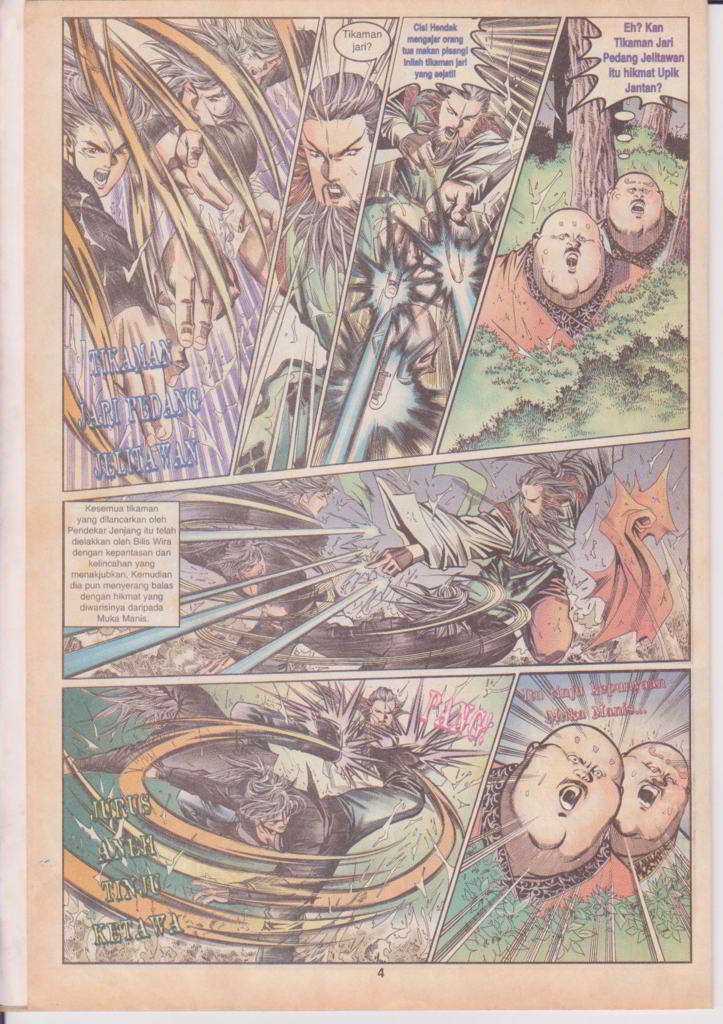 Tikaman
jari?
Cis! Hendak
mengajar orang
tua makan pisang!
Inilah tikaman jari
yang sejati!
Eh? Kan
Tikaman Jari
Pedang Jelitawan
itu hikmat Upik
Jantan?
TIKAMAN
JARI PEDANG
JELITAWAN
Kesemua tikaman
yang dilancarkan oleh
Pendekar Jenjang itu telah
dielakkan oleh Bilis Wira
dengan kepantasan dan
kelincahan yang
menakjubkan. Kemudian
dia pun menyerang balas
dengan hikmat yang
diwarisinya daripada
Muka Manis.
PANG!
JURUS
ANEH
TINJU
KETAWA
Itu tinju kepunyaan
Muka Manis...
4